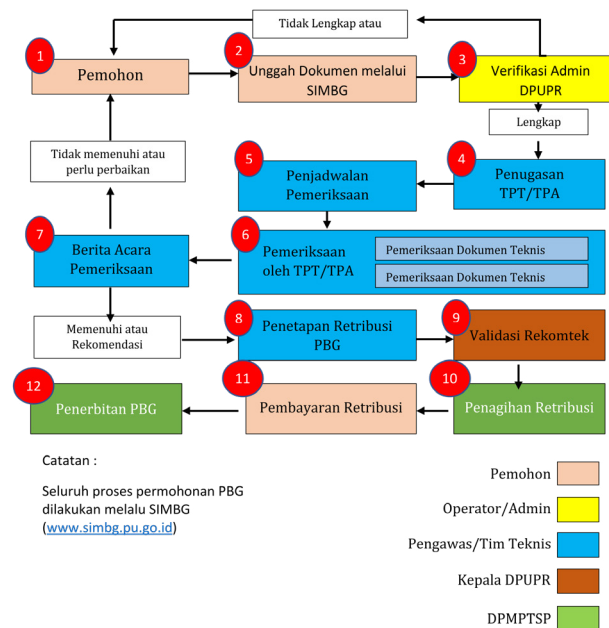 Tidak Lengkap atau
1
Pemohon
2
Unggah Dokumen melalui
SIMBG
3
Verifikasi Admin
DPUPR
Lengkap
Tidak memenuhi atau
perlu perbaikan
5
Penjadwalan
Pemeriksaan
4
Penugasan
TPT/TPA
7
Berita Acara
Pemeriksaan
6
Pemeriksaan
oleh TPT/TPA
Pemeriksaan Dokumen Teknis
Pemeriksaan Dokumen Teknis
Memenuhi atau
Rekomendasi
8
Penetapan Retribusi
PBG
9
Validasi Rekomtek
12
Penerbitan PBG
11
Pembayaran Retribusi
10
Penagihan Retribusi
Catatan :
Seluruh proses permohonan PBG
dilakukan melalu SIMBG
(www.simbg.pu.go.id)
Pemohon
Operator/Admin
Pengawas/Tim Teknis
Kepala DPUPR
DPMPTSP